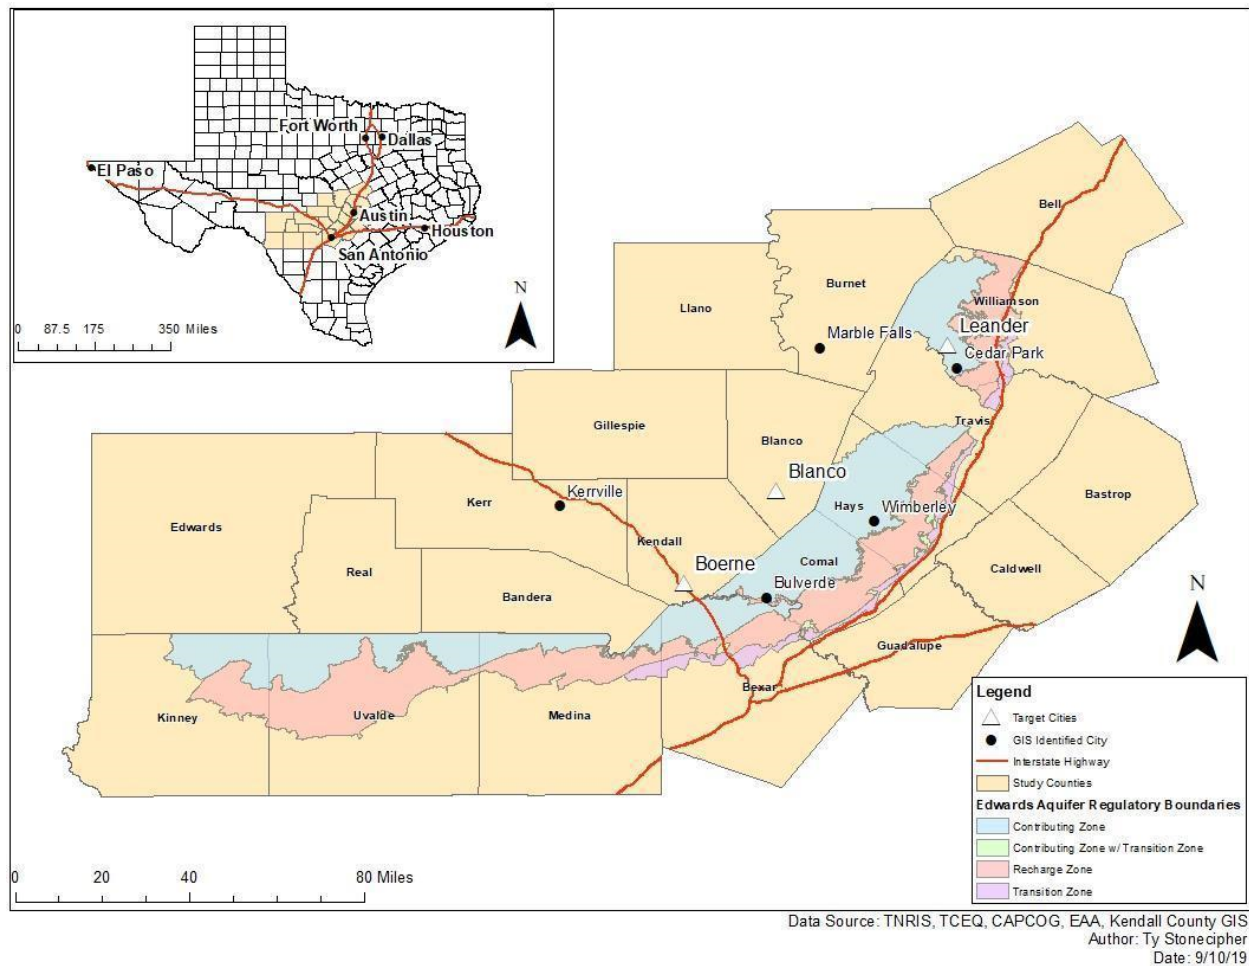 Fort Worth
Dallas
El Paso
Austin
Houston
San Antonio
N
0 87.5 175 350 Miles
Bell
Burnet
Llano
Williamson
Leander
Marble Falls
Cedar Park
Gillespie
Travis
Blanco
Blanco
Kerrville
Kerr
Bastrop
Hays
Wimberley
Edwards
Kendall
Boerne
Comal
Caldwell
Real
Bulverde
Bandera
N
Guadalupe
Bexar
Kinney
Uvalde
Medina
Legend
Target Cities
GIS Identified City
Interstate Highway
Study Counties
Edwards Aquifer Regulatory Boundaries
Contributing Zone
Contributing Zone w/ Transition Zone
Recharge Zone
Transition Zone
0 20 40 80 Miles
Data Source: TNRIS, TCEQ, CAPCOG, EAA, Kendall County GIS
Author: Ty Stonecipher
Date: 9/10/19